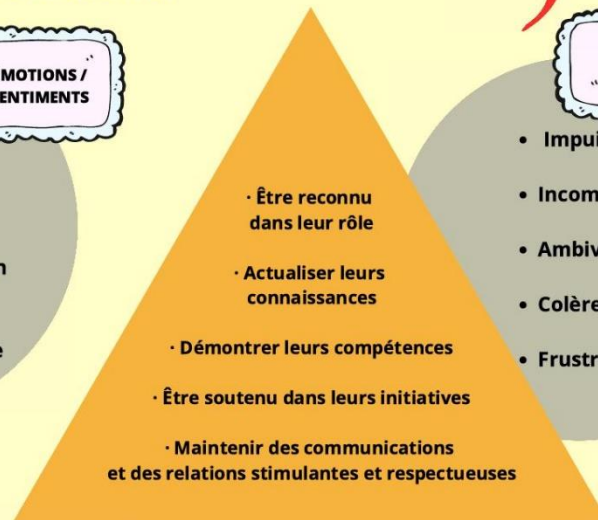 MOTIONS /
ENTIMENTS
· Être reconnu
dans leur rôle
· Actualiser leurs
connaissances
· Démontrer leurs compétences
· Être soutenu dans leurs initiatives
· Maintenir des communications
et des relations stimulantes et respectueuses
• Impui
• Incom
• Ambiv
• Colère
• Frustr